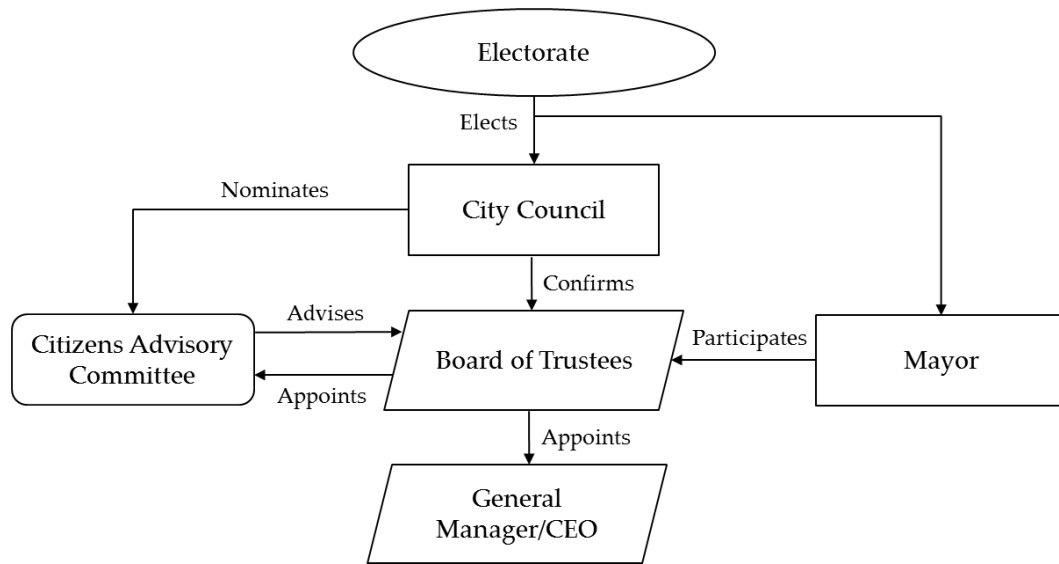 Electorate
Elects
Nominates
City Council
Confirms
Advises
Citizens Advisory
Committee
Board of Trustees
Participates
Mayor
Appoints
Appoints
General
Manager/CEO